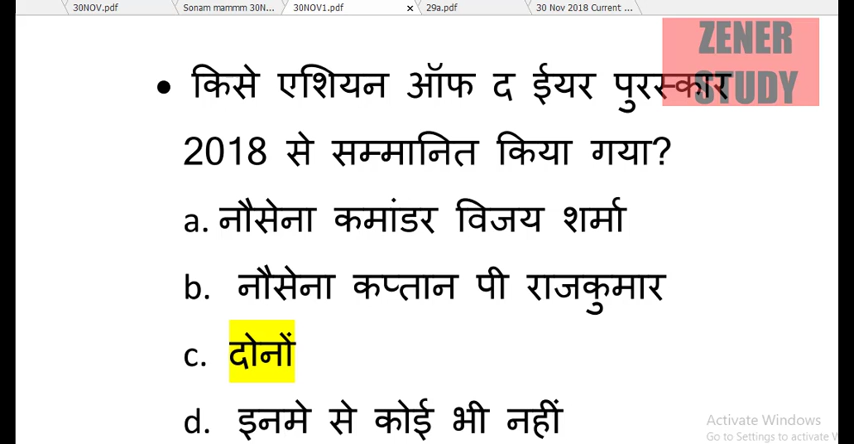 30NOV.pdf Sonam mammm 30N... 30NOV1.pdf × 29a.pdf 30 Nov 2018 Current ...
ZENER
STUDY
• किसे एशियन ऑफ द ईयर पुरस्कार
2018 से सम्मानित किया गया?
a. नौसेना कमांडर विजय शर्मा
b. नौसेना कप्तान पी राजकुमार
c. दोनों
d. इनमे से कोई भी नहीं
Activate Windows
Go to Settings to activate W